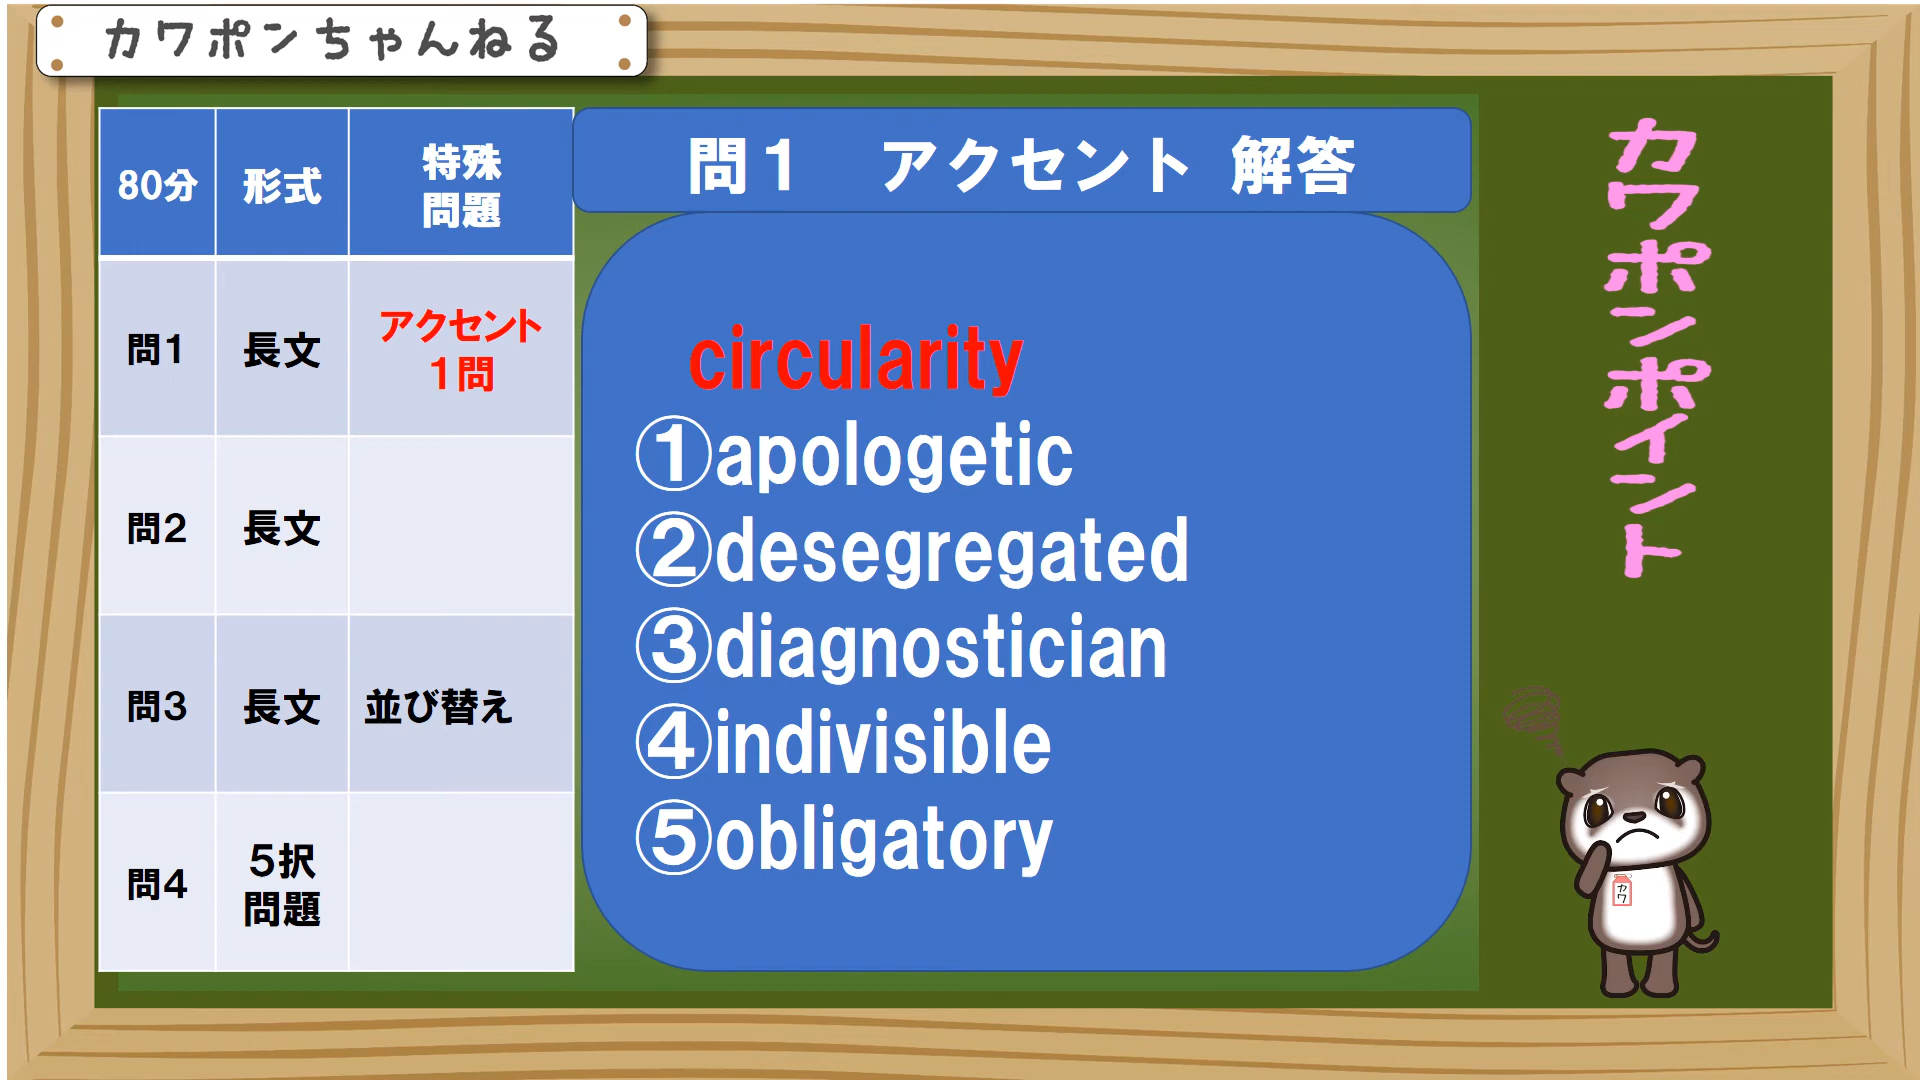 カワポンちゃんねる
80分 形式 特殊
問題
問1 長文 アクセント
1問
問2 長文
問3 長文 並び替え
問4 5択
問題
問1 アクセント 解答
circularity
①apologetic
②desegregated
③diagnostician
④indivisible
⑤obligatory
カワポンポイント
カワ